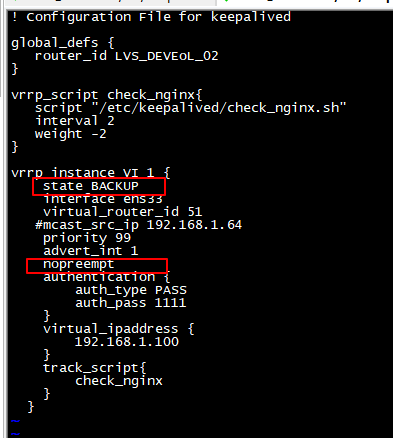 ! Configuration File for keepalived
global_defs {
router_id LVS_DEVEoL_02
}
vrrp_script check_nginx{
script "/etc/keepalived/check_nginx.sh"
interval 2
weight -2
}
vrrp_instance VI_1 {
state BACKUP
interface ens33
virtual_router_id 51
#mcast_src_ip 192.168.1.64
priority 99
advert_int 1
nopreempt
authentication {
auth_type PASS
auth_pass 1111
}
virtual_ipaddress {
192.168.1.100
}
track_script{
check_nginx
}
}
~
~